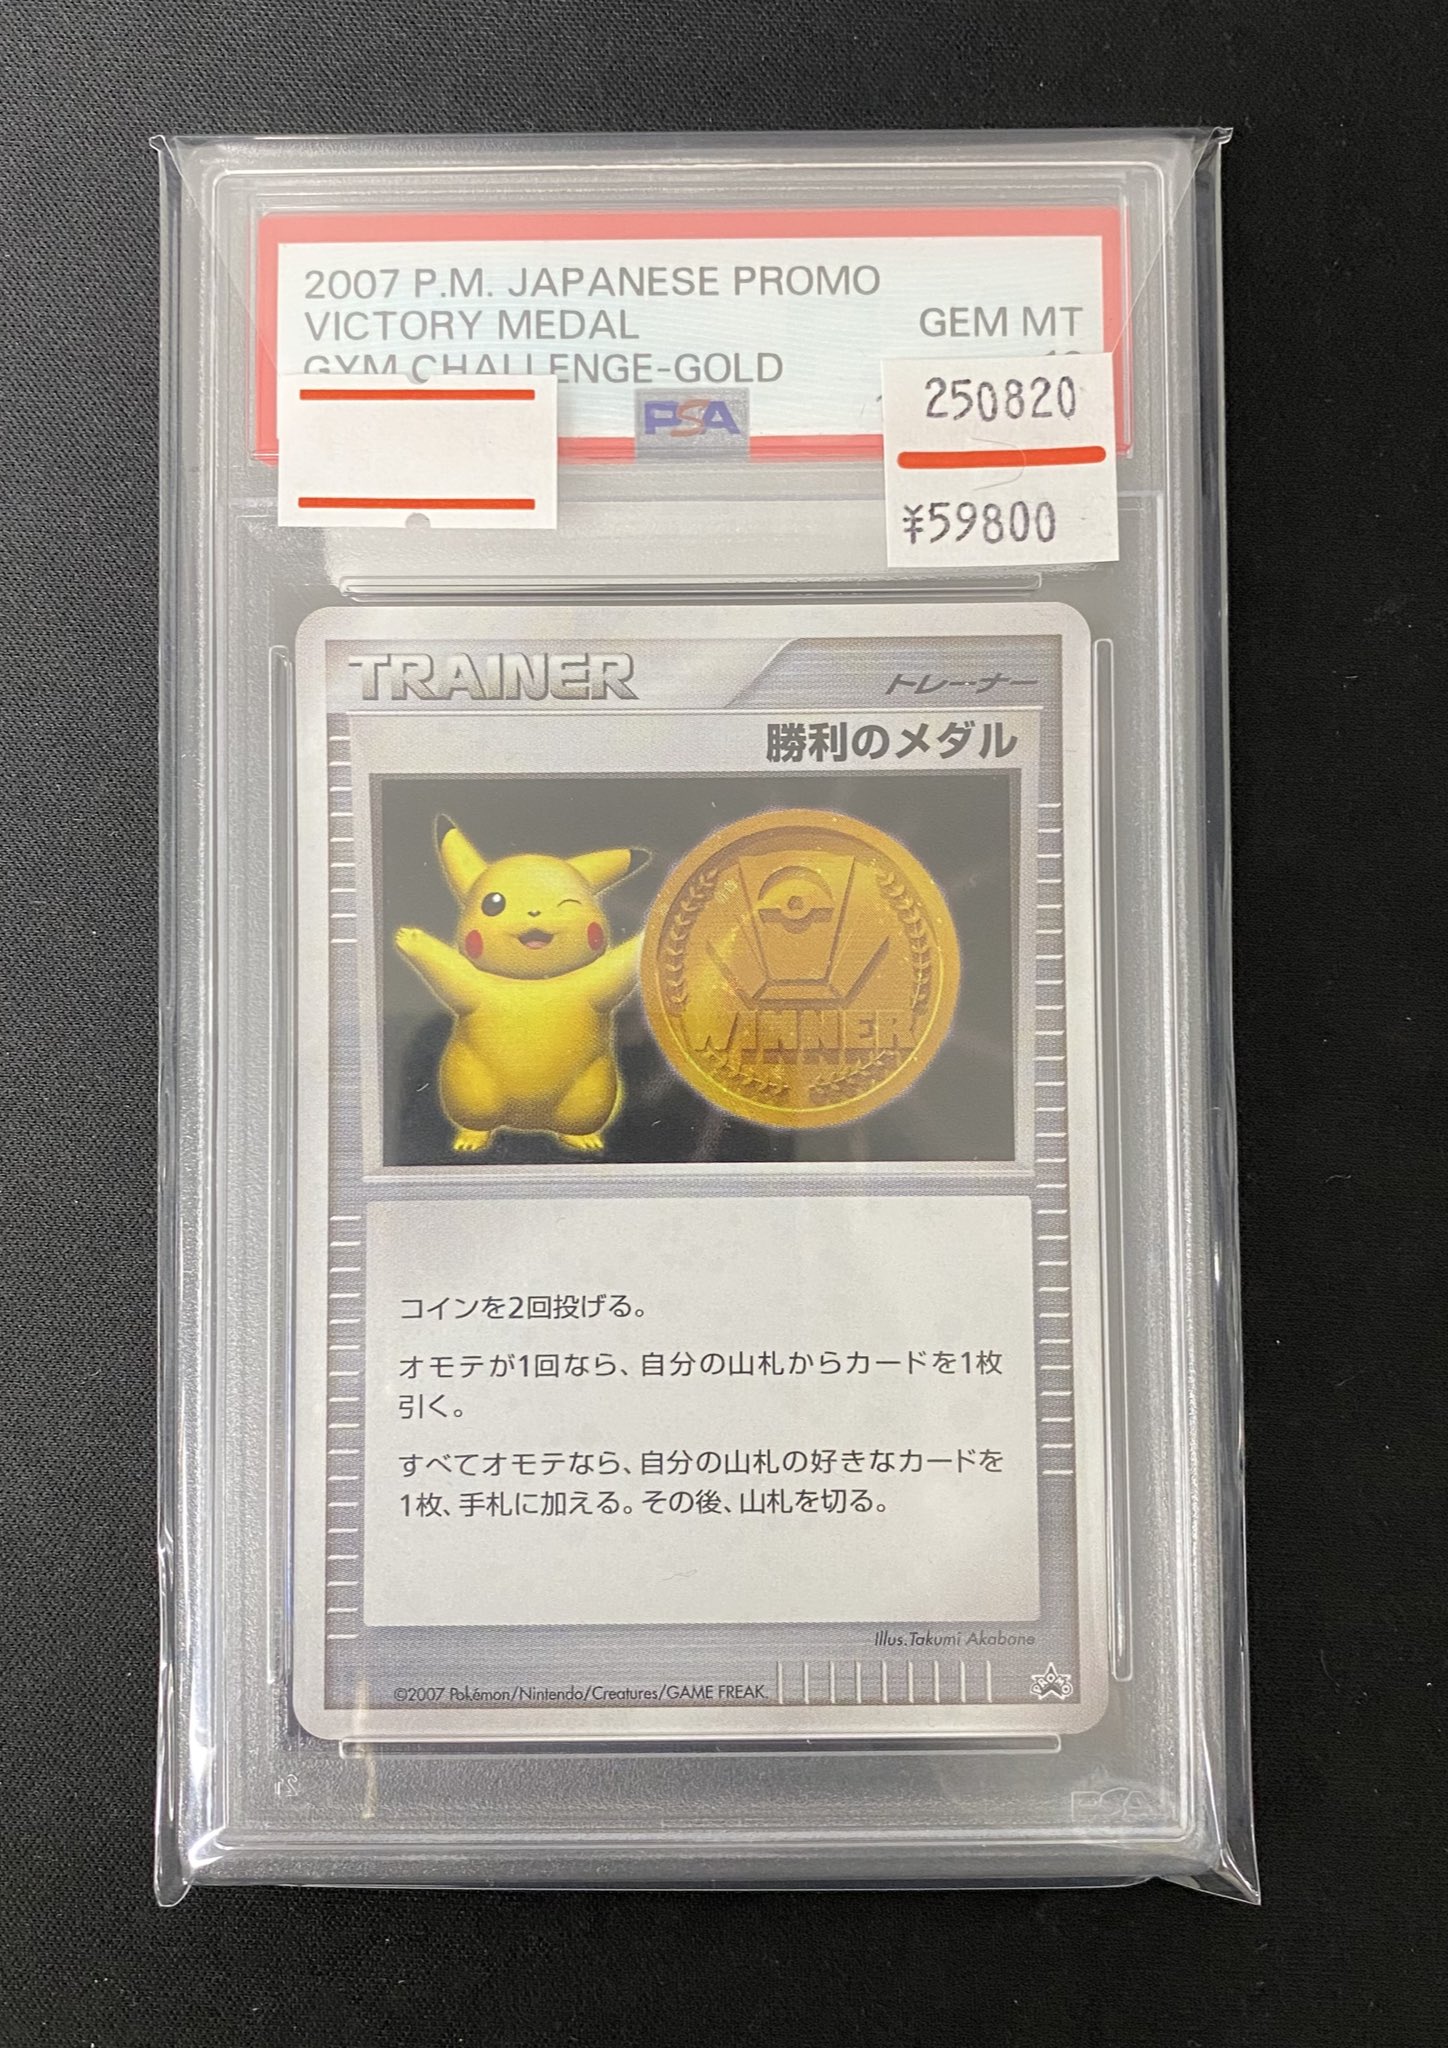 2007 P.M. JAPANESE PROMO
VICTORY MEDAL
GEM MT
GYM CHALLENGE-GOLD
10
PSA
250820
¥59800
TRAINER
トレーナー
勝利のメダル
WINNER
コインを2回投げる。
オモテが1回なら、自分の山札からカードを1枚
引く。
すべてオモテなら、自分の山札の好きなカードを
1枚、手札に加える。その後、山札を切る。
Illus.Takumi Akabane
©2007 Pokémon/Nintendo/Creatures/GAME FREAK.
PROMO
21
PSA